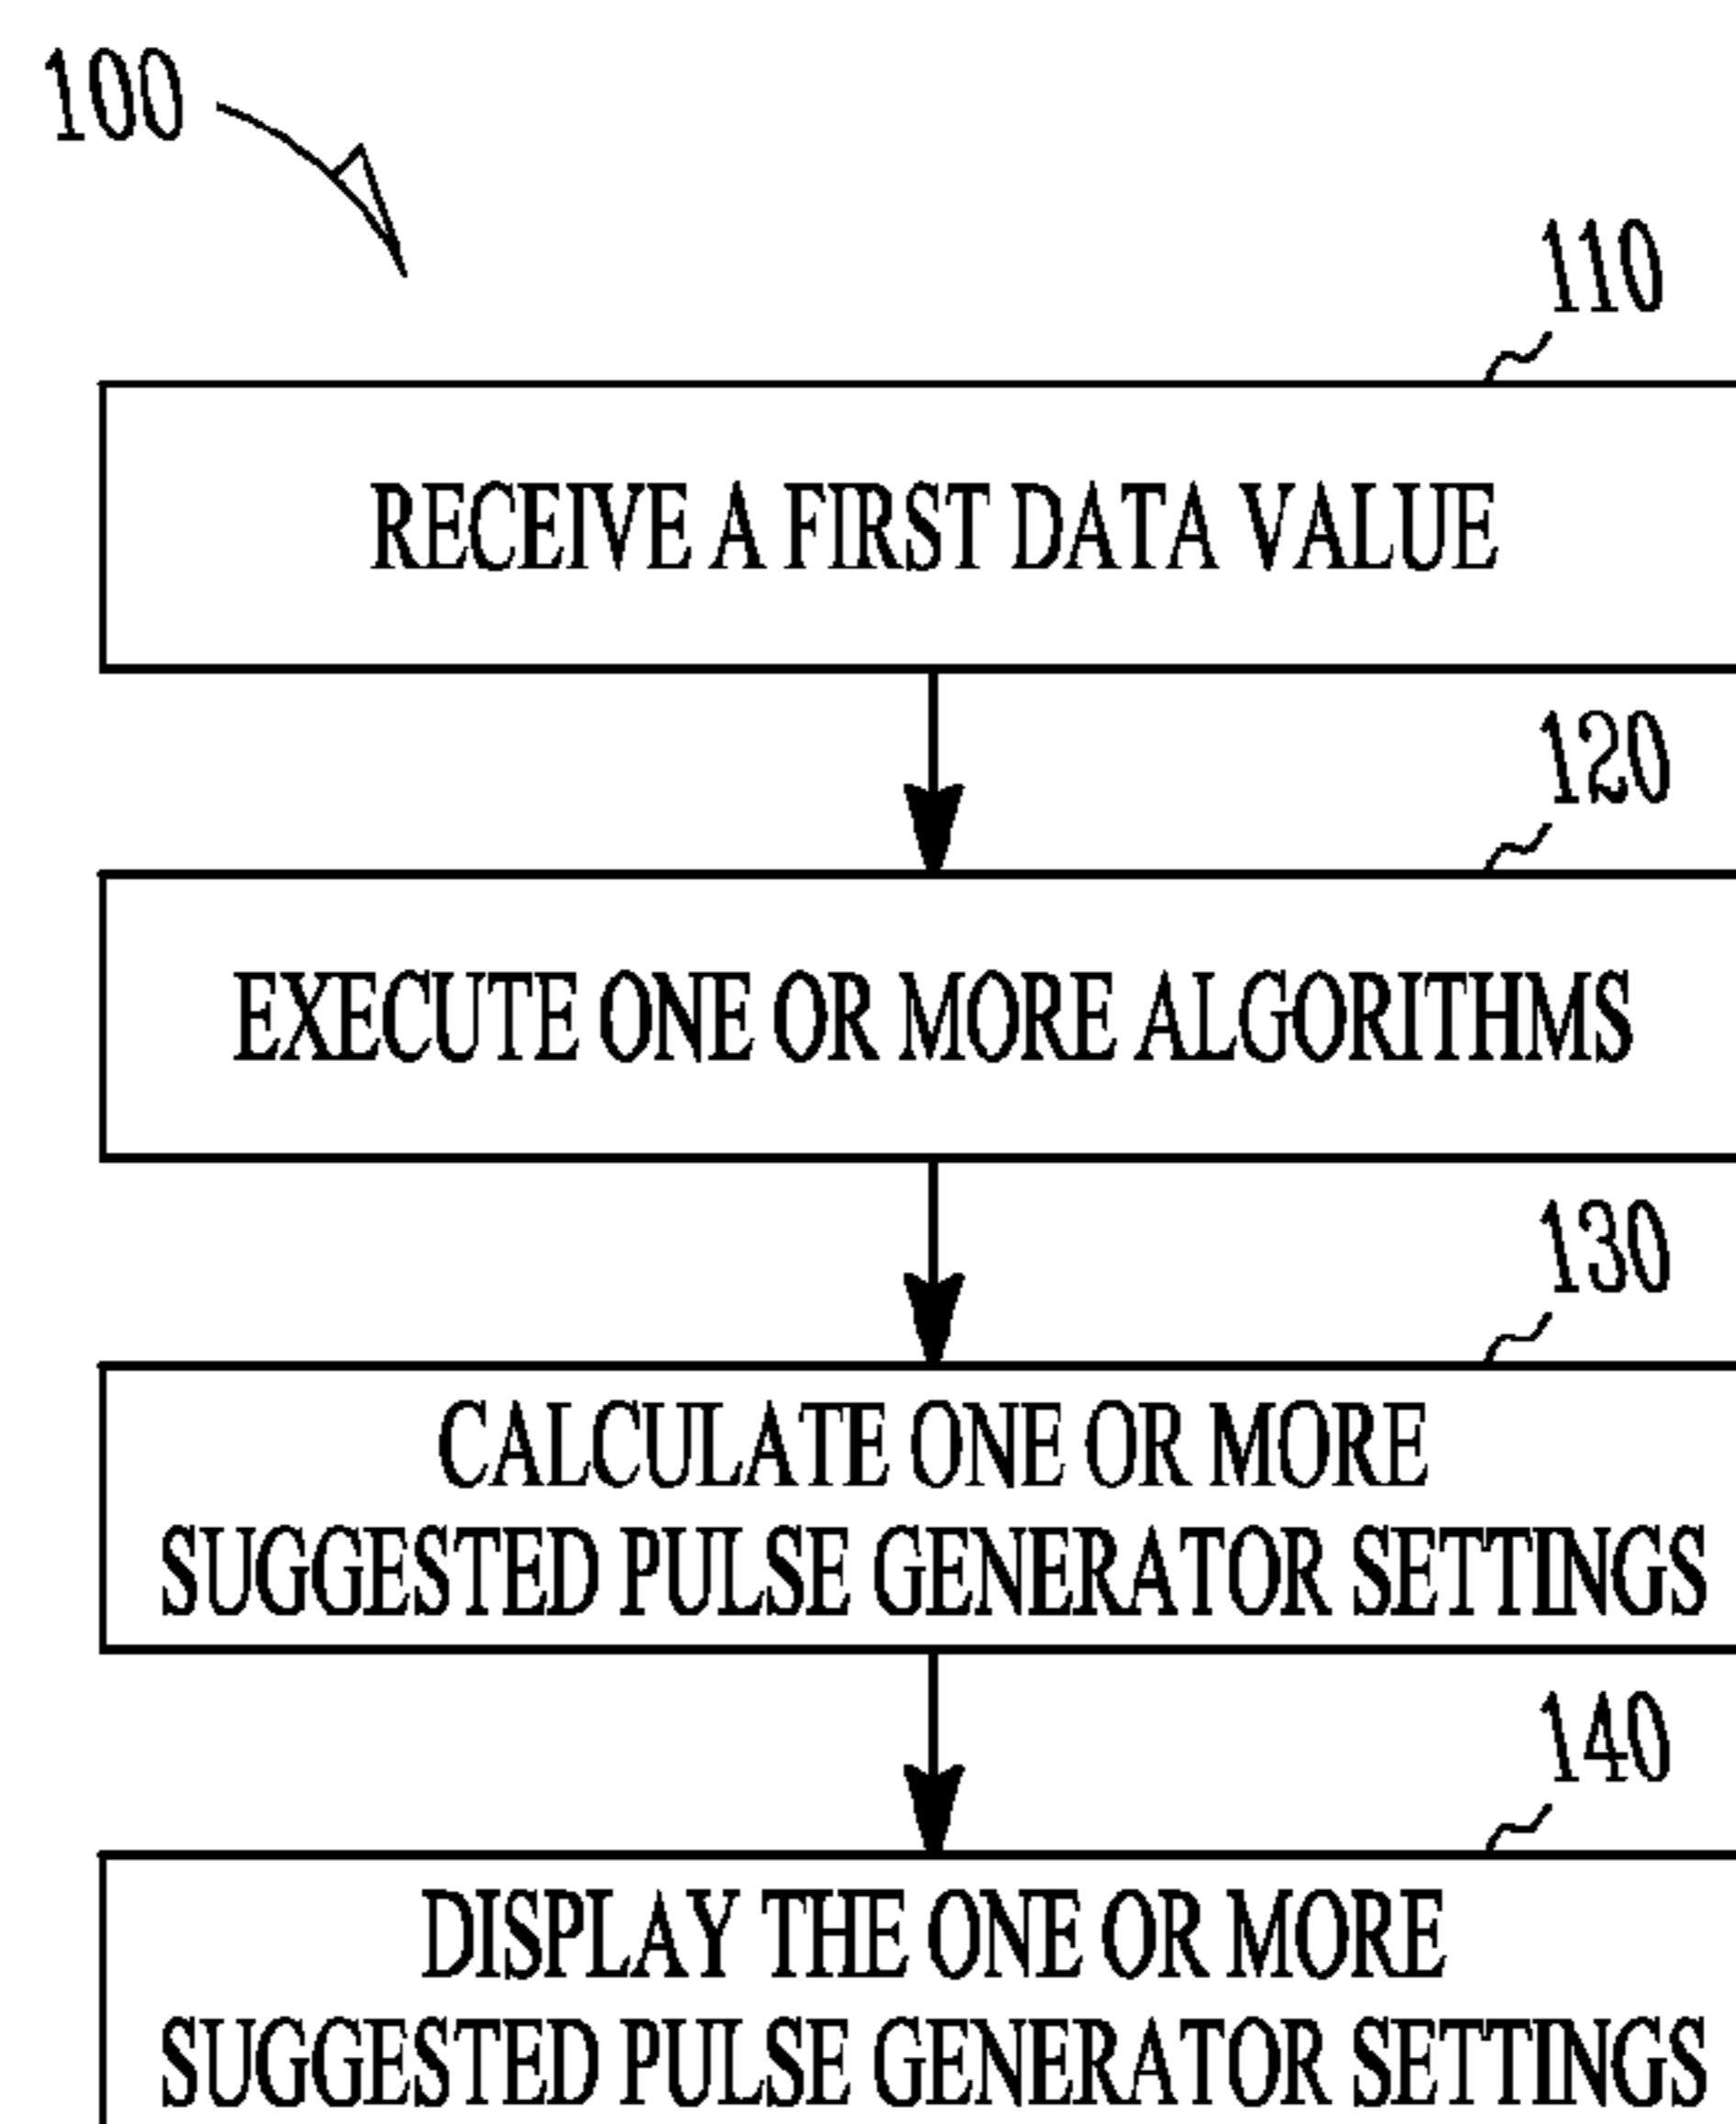 100
110
RECEIVE A FIRST DATA VALUE
120
EXECUTE ONE OR MORE ALGORITHMS
130
CALCULATE ONE OR MORE
SUGGESTED PULSE GENERATOR SETTINGS
140
DISPLAY THE ONE OR MORE
SUGGESTED PULSE GENERATOR SETTINGS